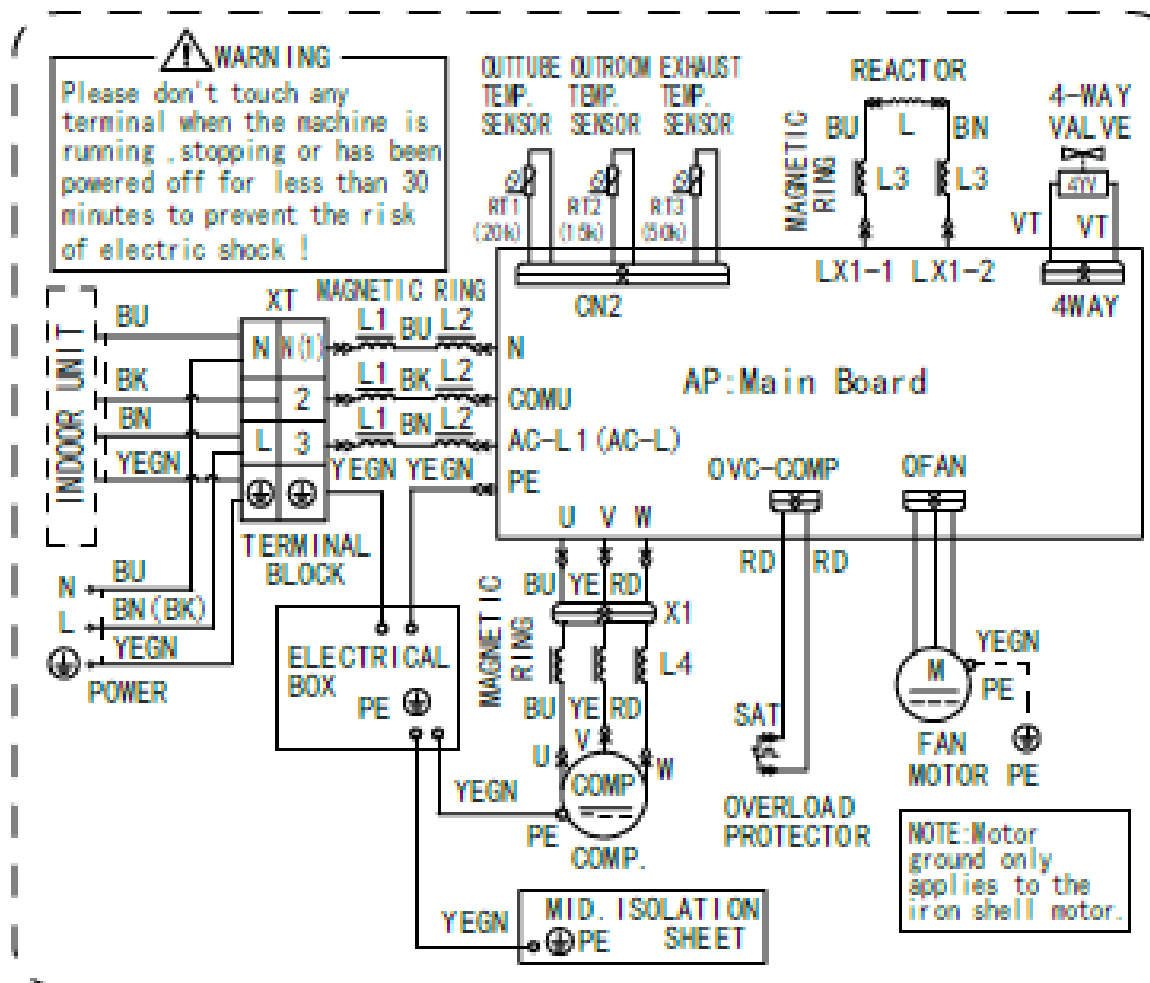 WARNING
Please don't touch any
terminal when the machine is
running .stopping or has been
powered off for less than 30
minutes to prevent the risk
of electric shock !
OUTTUBE OUTROOM EXHAUST
TEMP. TEMP. TEMP.
SENSOR SENSOR SENSOR
RT1 RT2 RT3
(20k) (15k) (50k)
CN2
REACTOR
BU L BN
MAGNETIC
RING
L3 L3
LX1-1 LX1-2
4-WAY
VALVE
4YV
VT VT
4WAY
INDOOR UNIT
BU
BK
BN
YEGN
XT
MAGNETIC RING
N N(1) L1 BU L2 N
2 L1 BK L2 COMU
L 3 L1 BN L2 AC-L1(AC-L)
YEGN YEGN PE
AP:Main Board
TERMINAL
BLOCK
N BU
L BN(BK)
YEGN
POWER
ELECTRICAL
BOX
PE
U V W
BU YE RD
X1
MAGNETIC
RING
L4
BU YE RD
U V W
COMP
YEGN
PE
COMP.
OVC-COMP
RD RD
SAT
OVERLOAD
PROTECTOR
OFAN
M
YEGN
PE
FAN
MOTOR PE
NOTE:Motor
ground only
applies to the
iron shell motor.
YEGN
MID. ISOLATION
PE SHEET